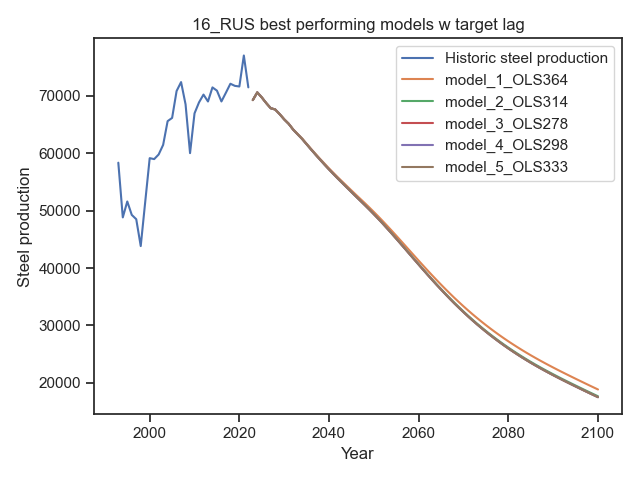 16_RUS best performing models w target lag
Historic steel production
model_1_OLS364
model_2_OLS314
model_3_OLS278
model_4_OLS298
model_5_OLS333
Steel production
70000
60000
50000
40000
30000
20000
2000 2020 2040 2060 2080 2100
Year